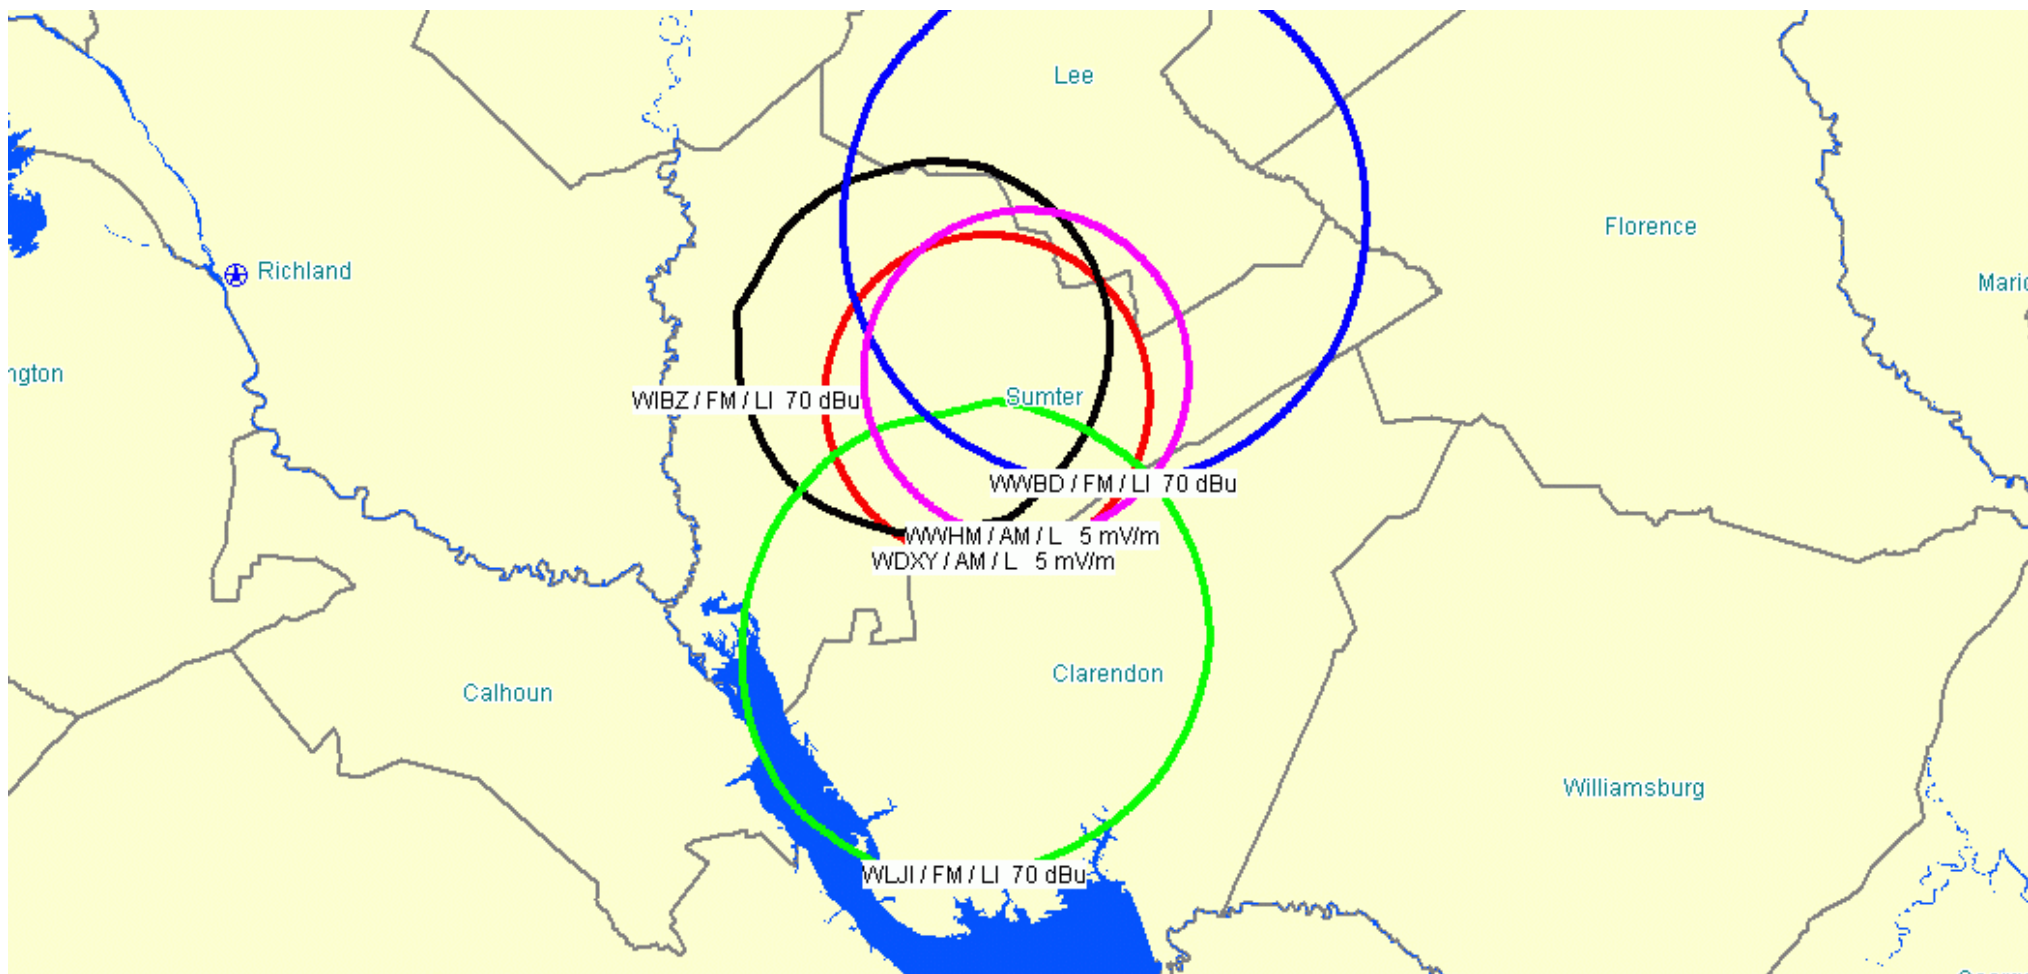 Lee
Florence
Richland
Mario
ngton
Sumter
WIBZ / FM / LI 70 dBu
WWBD / FM / LI 70 dBu
WWHM / AM / L 5 mV/m
WDXY / AM / L 5 mV/m
Clarendon
Calhoun
Williamsburg
WLJI / FM / LI 70 dBu